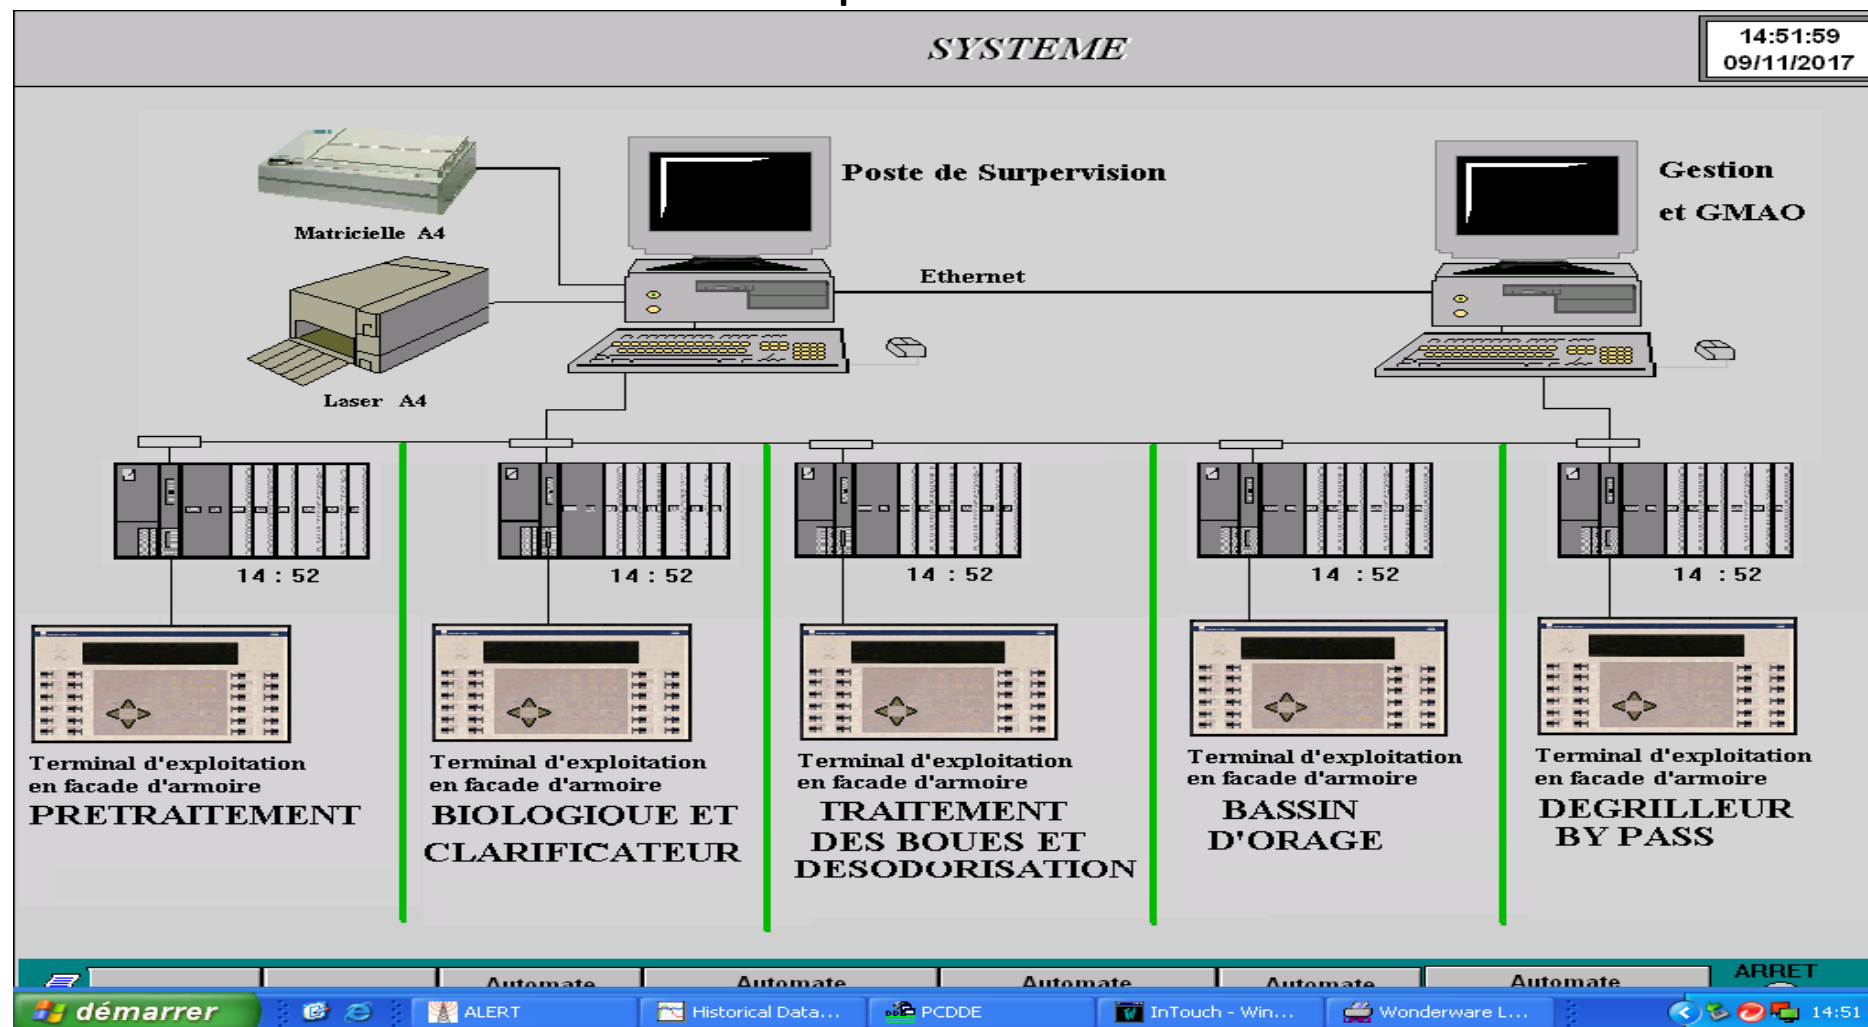 SYSTEME
14:51:59
09/11/2017
Poste de Surpervision
Gestion
et GMAO
Matricielle A4
Ethernet
Laser A4
14 : 52
14 : 52
14 : 52
14 : 52
14 : 52
Terminal d'exploitation
en facade d'armoire
PRETRAITEMENT
Terminal d'exploitation
en facade d'armoire
BIOLOGIQUE ET
CLARIFICATEUR
Terminal d'exploitation
en facade d'armoire
TRAITEMENT
DES BOUES ET
DESODORISATION
Terminal d'exploitation
en facade d'armoire
BASSIN
D'ORAGE
Terminal d'exploitation
en facade d'armoire
DEGRILLEUR
BY PASS
Automate
Automate
Automate
Automate
Automate
ARRET
démarrer
ALERT
Historical Data...
PCDDE
InTouch - Win...
Wonderware L...
14:51